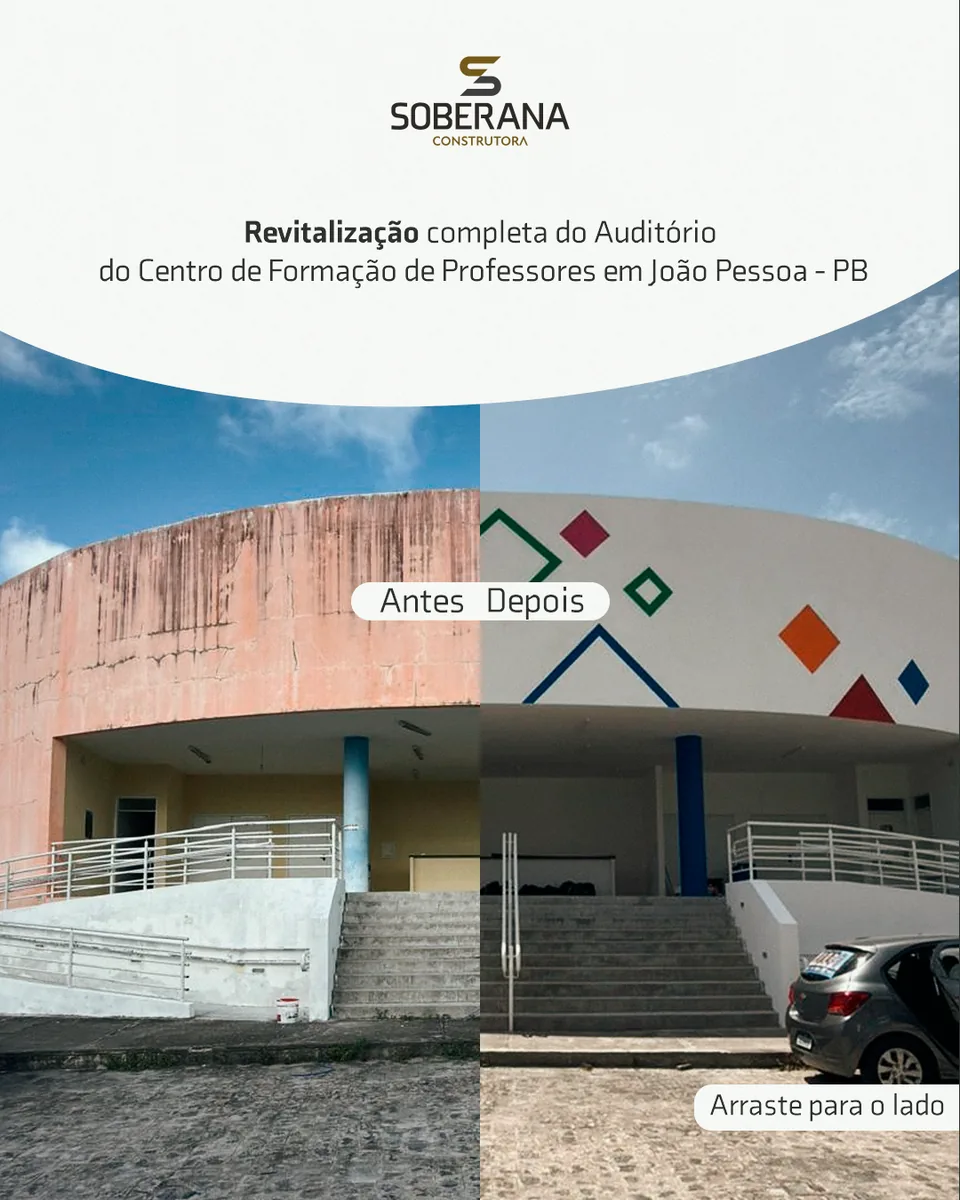 SOBERANA
CONSTRUTORA
Revitalização completa do Auditório
do Centro de Formação de Professores em João Pessoa - PB
Antes Depois
Arraste para o lado